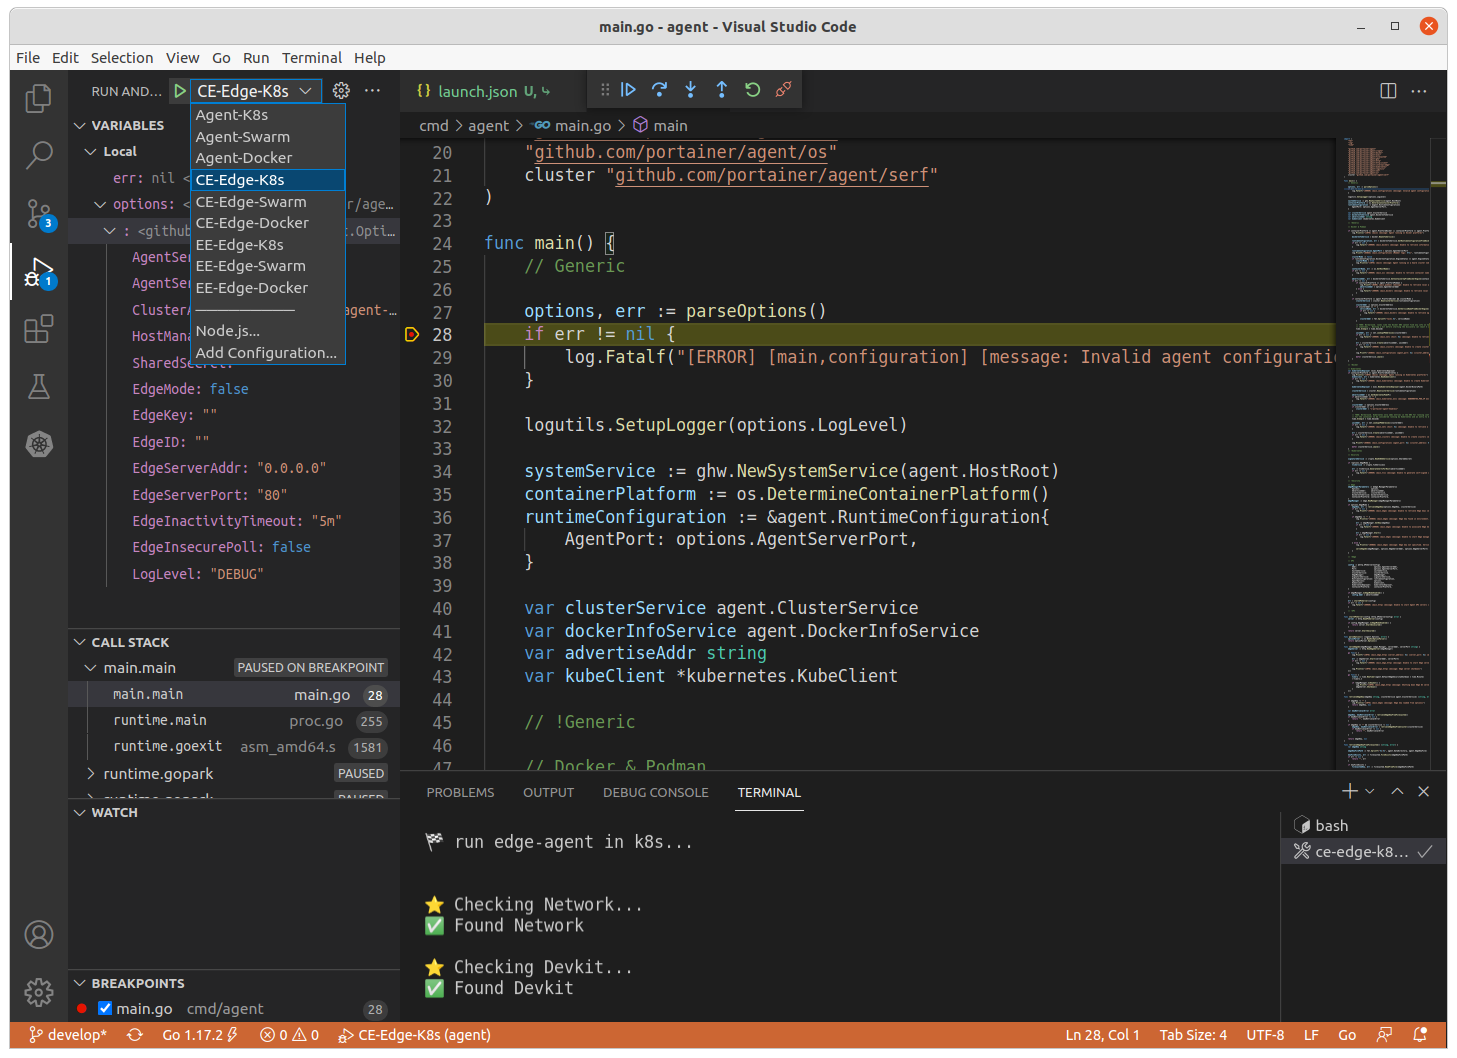 main.go - agent - Visual Studio Code
File Edit Selection View Go Run Terminal Help
RUN AND... CE-Edge-K8s
Agent-K8s
Agent-Swarm
Agent-Docker
CE-Edge-K8s
CE-Edge-Swarm
CE-Edge-Docker
EE-Edge-K8s
EE-Edge-Swarm
EE-Edge-Docker
Node.js...
Add Configuration...
VARIABLES
Local
err: nil <
options: < r/age...
: <github t.Opti...
AgentSer
AgentSer
ClusterA agent-...
HostMana
SharedSecret:
EdgeMode: false
EdgeKey: ""
EdgeID: ""
EdgeServerAddr: "0.0.0.0"
EdgeServerPort: "80"
EdgeInactivityTimeout: "5m"
EdgeInsecurePoll: false
LogLevel: "DEBUG"
3
1
CALL STACK
main.main PAUSED ON BREAKPOINT
main.main main.go 28
runtime.main proc.go 255
runtime.goexit asm_amd64.s 1581
runtime.gopark PAUSED
runtime.gopark PAUSED
WATCH
BREAKPOINTS
main.go cmd/agent 28
{} launch.json U,
cmd > agent > main.go > main
20 "github.com/portainer/agent/os"
21 cluster "github.com/portainer/agent/serf"
22 )
23
24 func main() {
25 // Generic
26
27 options, err := parseOptions()
28 if err != nil {
29 log.Fatalf("[ERROR] [main,configuration] [message: Invalid agent configuratio
30 }
31
32 logutils.SetupLogger(options.LogLevel)
33
34 systemService := ghw.NewSystemService(agent.HostRoot)
35 containerPlatform := os.DetermineContainerPlatform()
36 runtimeConfiguration := &agent.RuntimeConfiguration{
37 AgentPort: options.AgentServerPort,
38 }
39
40 var clusterService agent.ClusterService
41 var dockerInfoService agent.DockerInfoService
42 var advertiseAddr string
43 var kubeClient *kubernetes.KubeClient
44
45 // !Generic
46
47 // Docker & Podman
PROBLEMS OUTPUT DEBUG CONSOLE TERMINAL
run edge-agent in k8s...
Checking Network...
Found Network
Checking Devkit...
Found Devkit
bash
ce-edge-k8...
develop* Go 1.17.2 0 0 CE-Edge-K8s (agent) Ln 28, Col 1 Tab Size: 4 UTF-8 LF Go